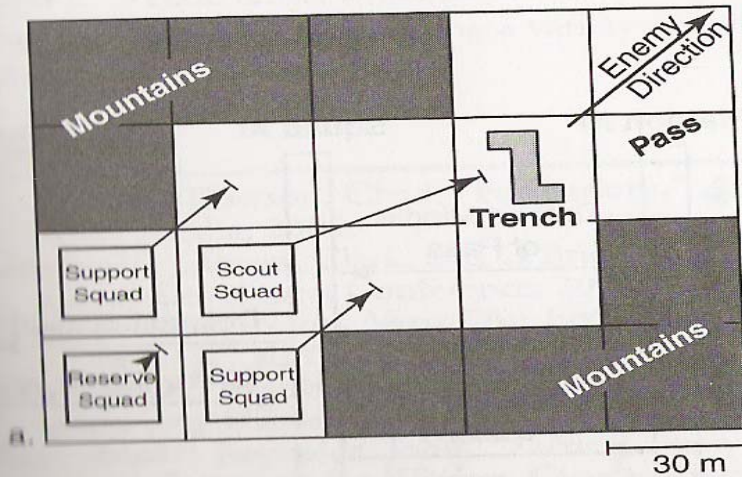 Enemy
Direction
Mountains
Pass
Trench
Support
Squad
Scout
Squad
Reserve
Squad
Support
Squad
Mountains
a.
30 m